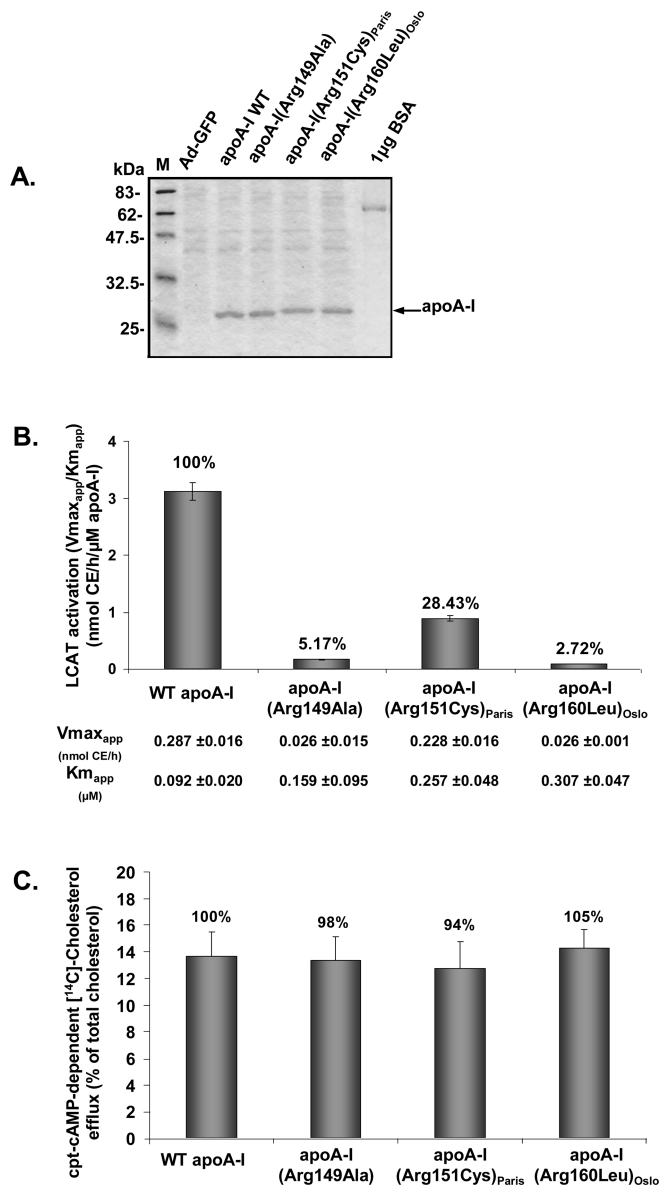 A.
kDa
M
Ad-GFP
apoA-I WT
apoA-I(Arg149Ala)
apoA-I(Arg151Cys)Paris
apoA-I(Arg160Leu)Oslo
1µg BSA
83-
62-
47.5-
32.5-
25-
apoA-I
B.
LCAT activation (Vmaxapp/Kmapp)
(nmol CE/h/µM apoA-I)
4
3
2
1
0
100%
5.17%
28.43%
2.72%
WT apoA-I
apoA-I
(Arg149Ala)
apoA-I
(Arg151Cys)Paris
apoA-I
(Arg160Leu)Oslo
Vmaxapp
(nmol CE/h)
0.287 ±0.016 0.026 ±0.015 0.228 ±0.016 0.026 ±0.001
Kmapp
(µM)
0.092 ±0.020 0.159 ±0.095 0.257 ±0.048 0.307 ±0.047
C.
cpt-cAMP-dependent [14C]-Cholesterol
efflux (% of total cholesterol)
20
18
16
14
12
10
8
6
4
2
0
100%
98%
94%
105%
WT apoA-I
apoA-I
(Arg149Ala)
apoA-I
(Arg151Cys)Paris
apoA-I
(Arg160Leu)Oslo